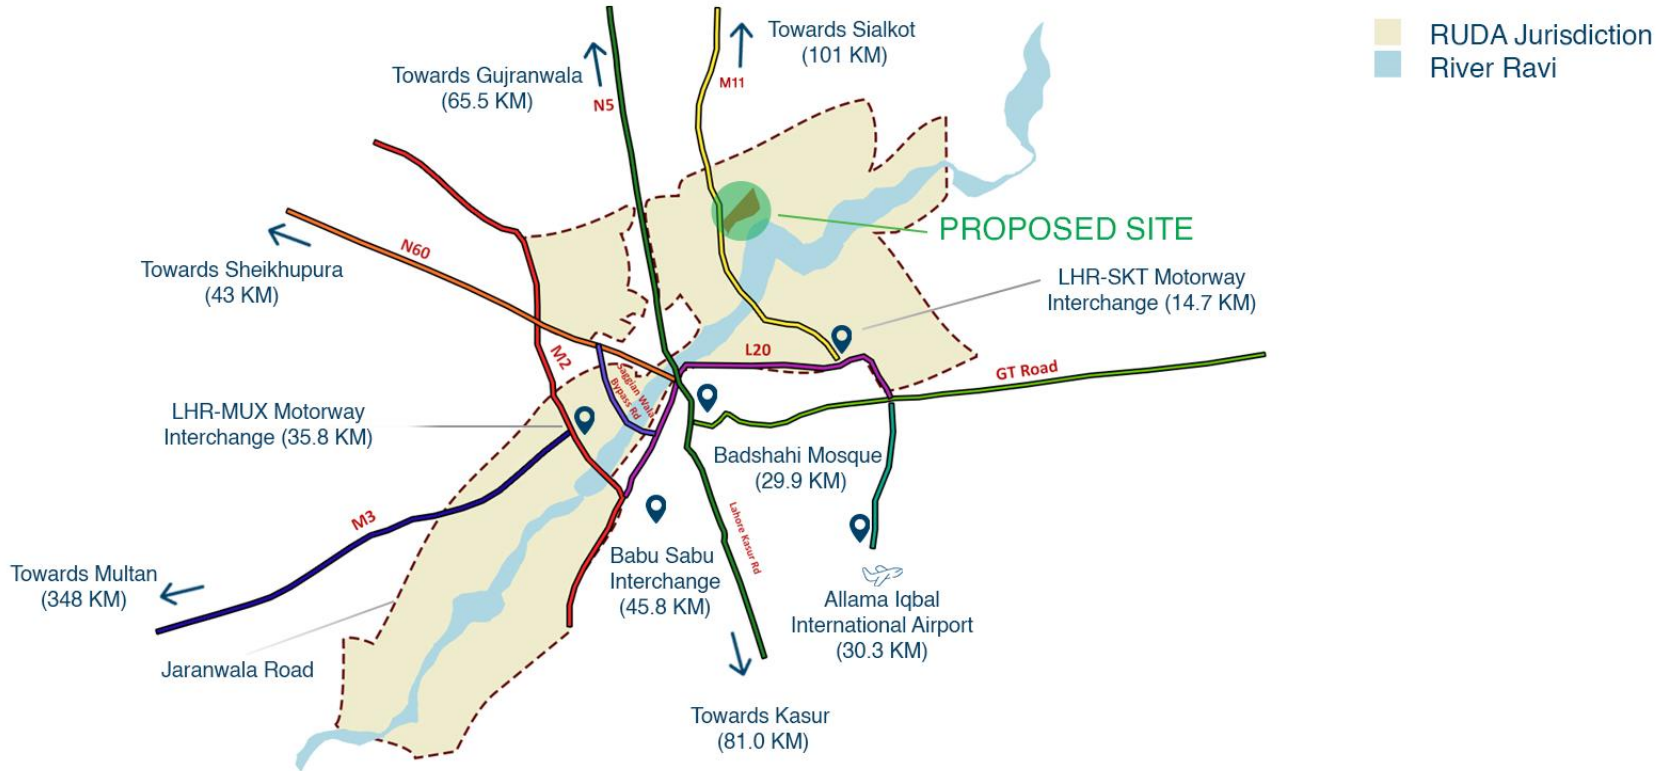 Towards Sialkot
(101 KM)
RUDA Jurisdiction
River Ravi
Towards Gujranwala
(65.5 KM)
N5
M11
PROPOSED SITE
N60
Towards Sheikhupura
(43 KM)
LHR-SKT Motorway
Interchange (14.7 KM)
L20
GT Road
M2
Saggian Wala
Bypass Rd
LHR-MUX Motorway
Interchange (35.8 KM)
Badshahi Mosque
(29.9 KM)
M3
Lahore Kasur Rd
Babu Sabu
Interchange
(45.8 KM)
Towards Multan
(348 KM)
Allama Iqbal
International Airport
(30.3 KM)
Jaranwala Road
Towards Kasur
(81.0 KM)